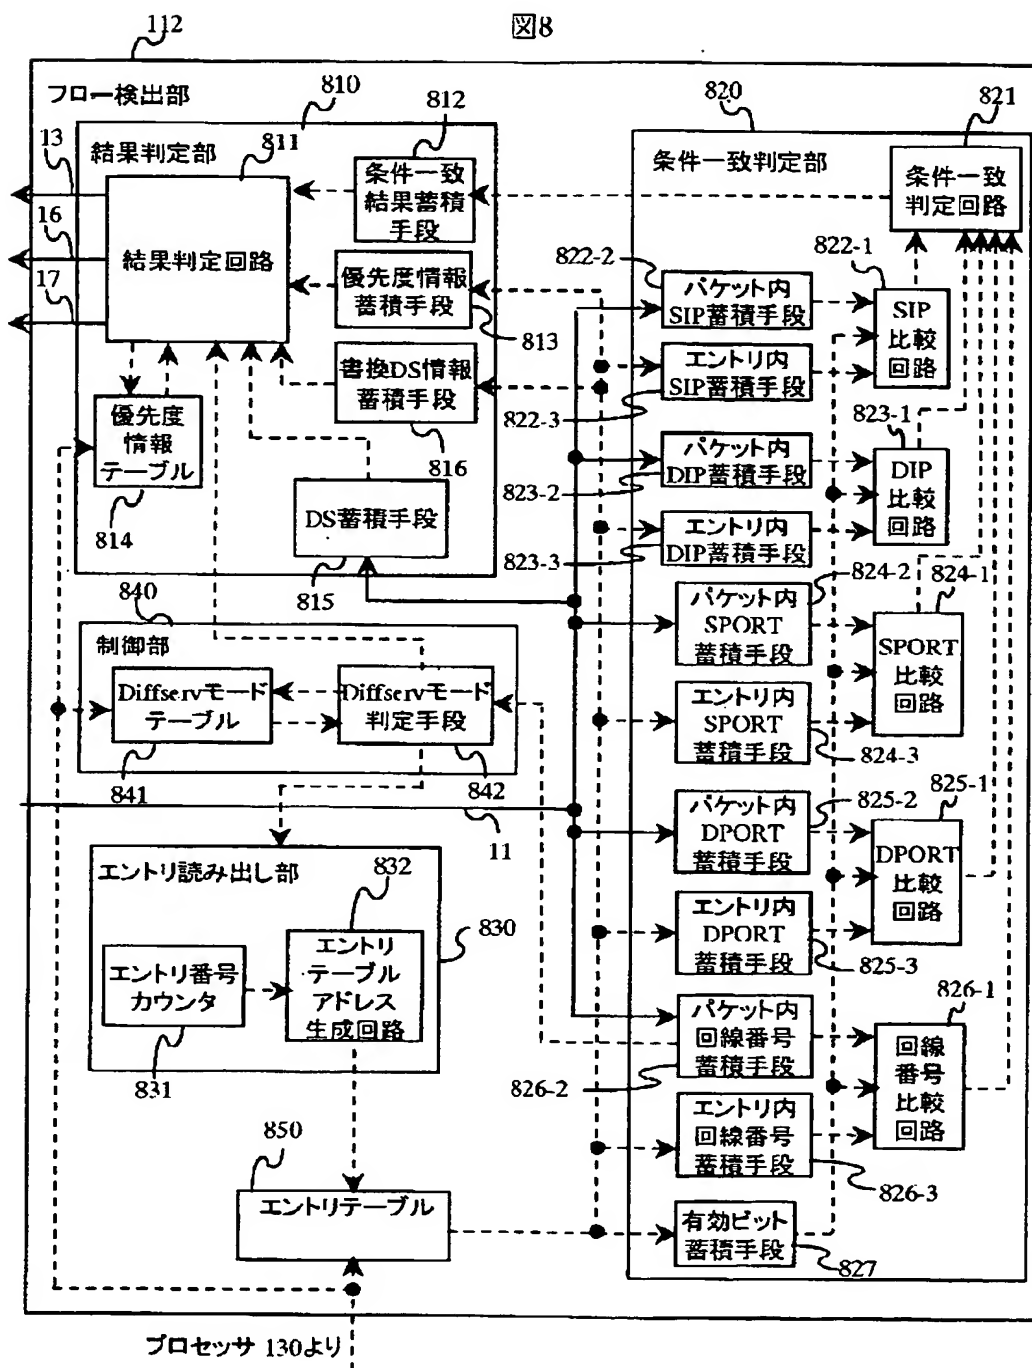 図8
112
フロー検出部
810
812
820
821
13
16
17
結果判定部
811
結果判定回路
条件一致
結果蓄積
手段
優先度情報
蓄積手段
813
書換DS情報
蓄積手段
816
優先度
情報
テーブル
814
DS蓄積手段
815
条件一致判定部
条件一致
判定回路
822-2
822-1
パケット内
SIP蓄積手段
SIP
比較
回路
エントリ内
SIP蓄積手段
822-3
823-1
パケット内
DIP蓄積手段
823-2
DIP
比較
回路
エントリ内
DIP蓄積手段
823-3
824-2
824-1
パケット内
SPORT
蓄積手段
SPORT
比較
回路
エントリ内
SPORT
蓄積手段
824-3
840
制御部
Diffservモード
テーブル
Diffservモード
判定手段
841
842
11
825-2
825-1
パケット内
DPORT
蓄積手段
DPORT
比較
回路
エントリ内
DPORT
蓄積手段
825-3
エントリ読み出し部
832
830
エントリ番号
カウンタ
831
エントリ
テーブル
アドレス
生成回路
826-1
パケット内
回線番号
蓄積手段
826-2
回線
番号
比較
回路
エントリ内
回線番号
蓄積手段
826-3
850
エントリテーブル
有効ビット
蓄積手段
827
プロセッサ 130より